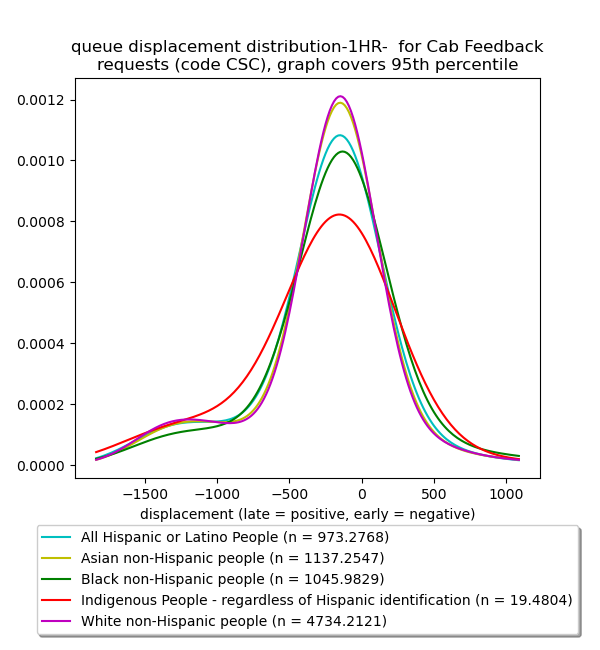 queue displacement distribution-1HR-  for Cab Feedback
requests (code CSC), graph covers 95th percentile
0.0012
0.0010
0.0008
0.0006
0.0004
0.0002
0.0000
−1500 −1000 −500 0 500 1000
displacement (late = positive, early = negative)
All Hispanic or Latino People (n = 973.2768)
Asian non-Hispanic people (n = 1137.2547)
Black non-Hispanic people (n = 1045.9829)
Indigenous People - regardless of Hispanic identification (n = 19.4804)
White non-Hispanic people (n = 4734.2121)